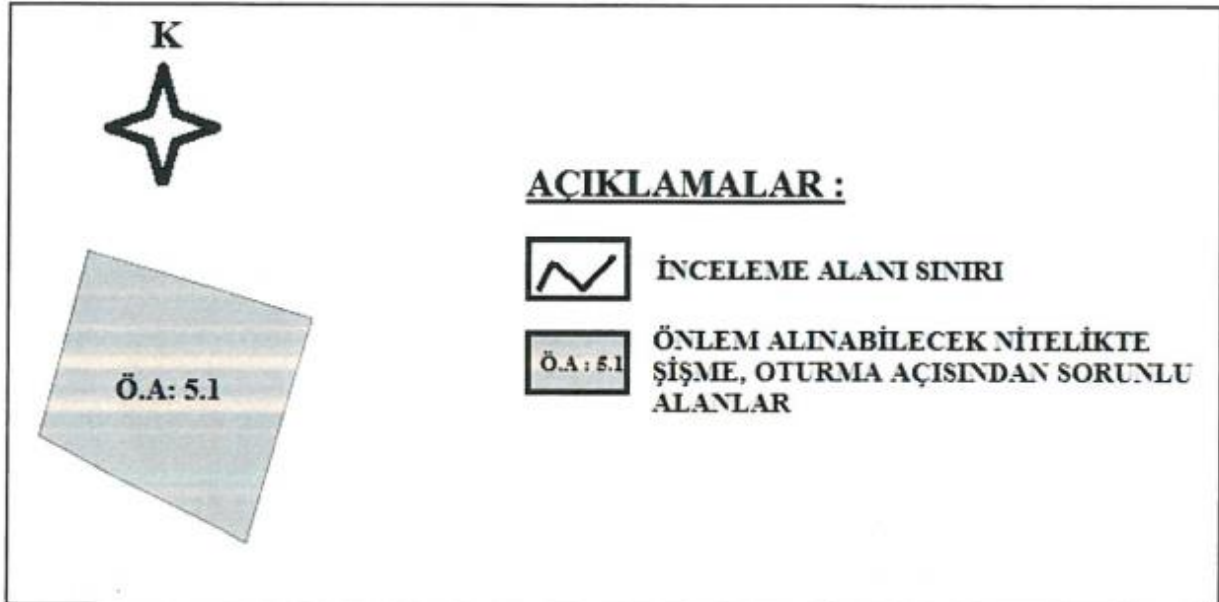 K
AÇIKLAMALAR :
İNCELEME ALANI SINIRI
Ö.A : 5.1
ÖNLEM ALINABİLECEK NİTELİKTE
ŞİŞME, OTURMA AÇISINDAN SORUNLU
ALANLAR
Ö.A: 5.1